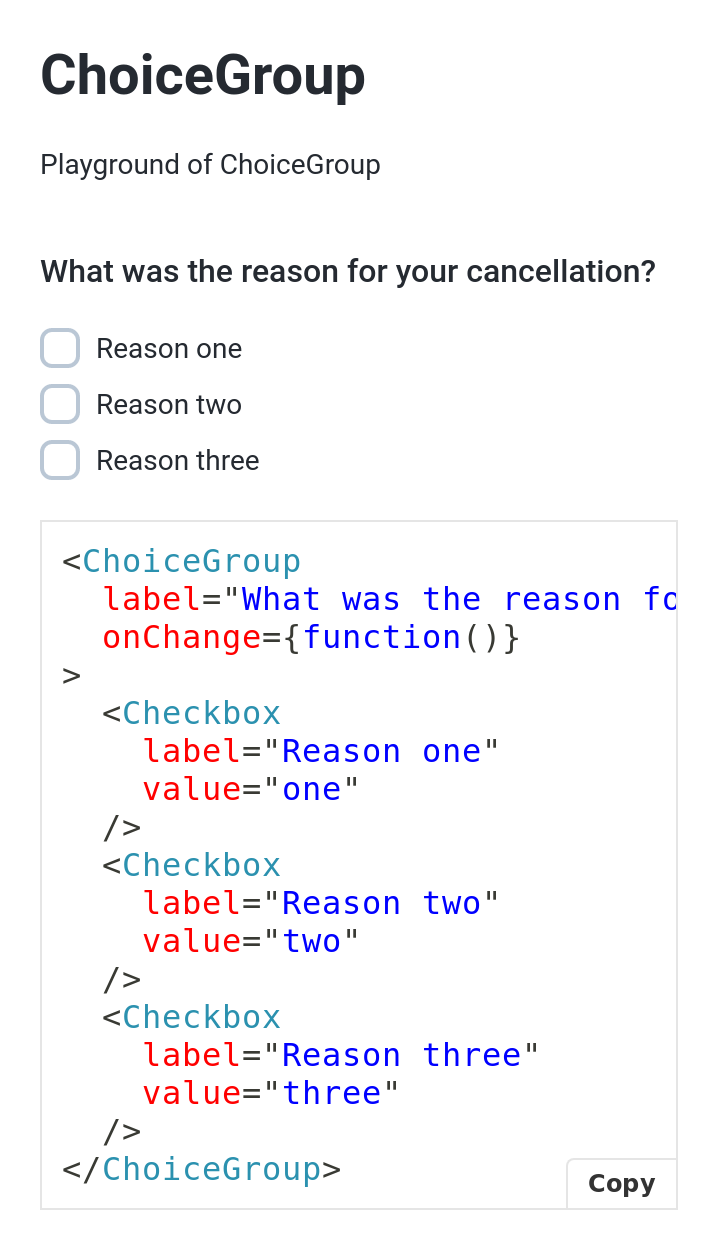 ChoiceGroup
Playground of ChoiceGroup
What was the reason for your cancellation?
Reason one
Reason two
Reason three
<ChoiceGroup
  label="What was the reason fo
  onChange={function()}
>
  <Checkbox
    label="Reason one"
    value="one"
  />
  <Checkbox
    label="Reason two"
    value="two"
  />
  <Checkbox
    label="Reason three"
    value="three"
  />
</ChoiceGroup>
Copy